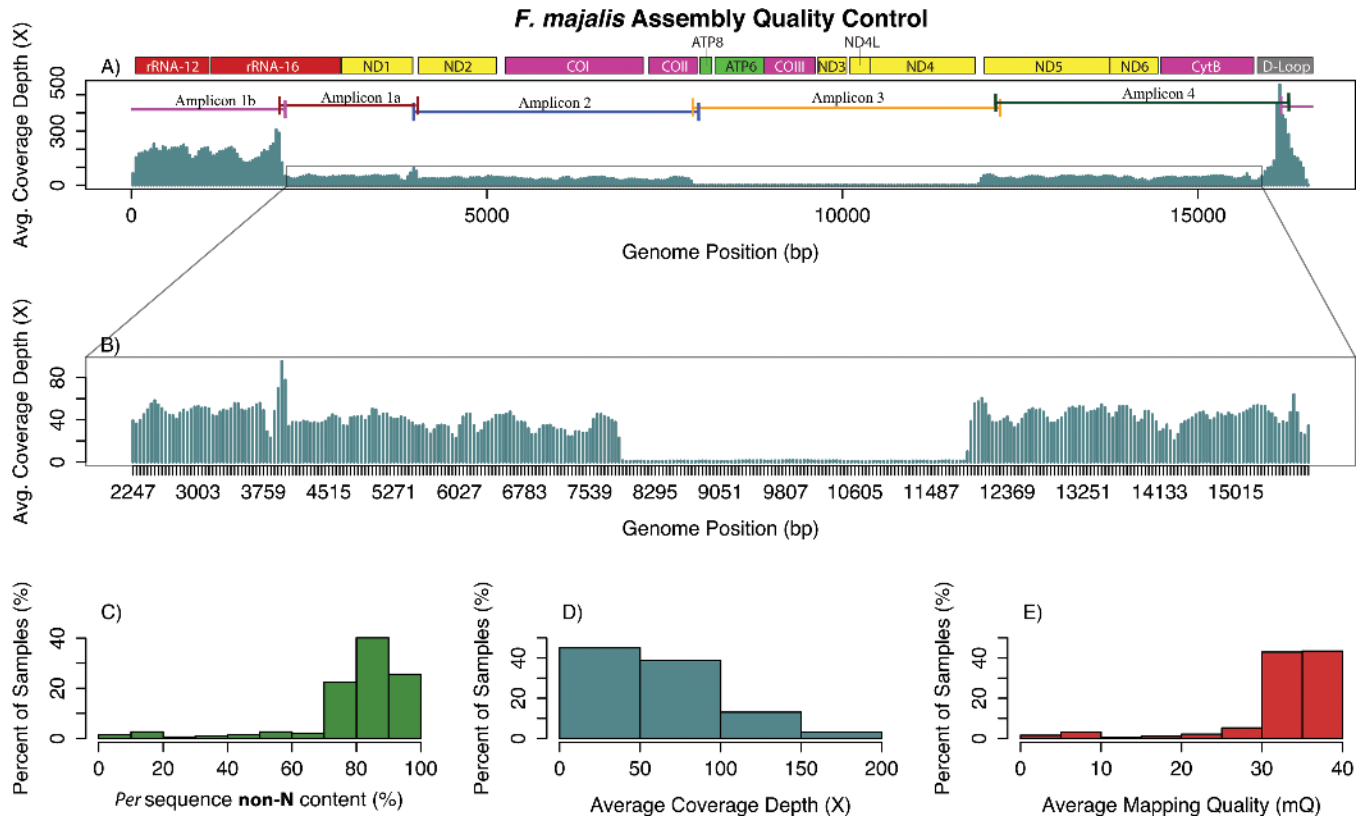 F. majalis Assembly Quality Control
ATP8 ND4L
A) rRNA-12 rRNA-16 ND1 ND2 COI COII ATP6 COIII ND3 ND4 ND5 ND6 CytB D-Loop
Avg. Coverage Depth (X)
500
300
0
Amplicon 1b Amplicon 1a Amplicon 2 Amplicon 3 Amplicon 4
0 5000 10000 15000
Genome Position (bp)
B)
Avg. Coverage Depth (X)
80
40
0
2247 3003 3759 4515 5271 6027 6783 7539 8295 9051 9807 10605 11487 12369 13251 14133 15015
Genome Position (bp)
C)
Percent of Samples (%)
40
20
0
0 20 40 60 80 100
Per sequence non-N content (%)
D)
Percent of Samples (%)
40
20
0
0 50 100 150 200
Average Coverage Depth (X)
E)
Percent of Samples (%)
40
20
0
0 10 20 30 40
Average Mapping Quality (mQ)